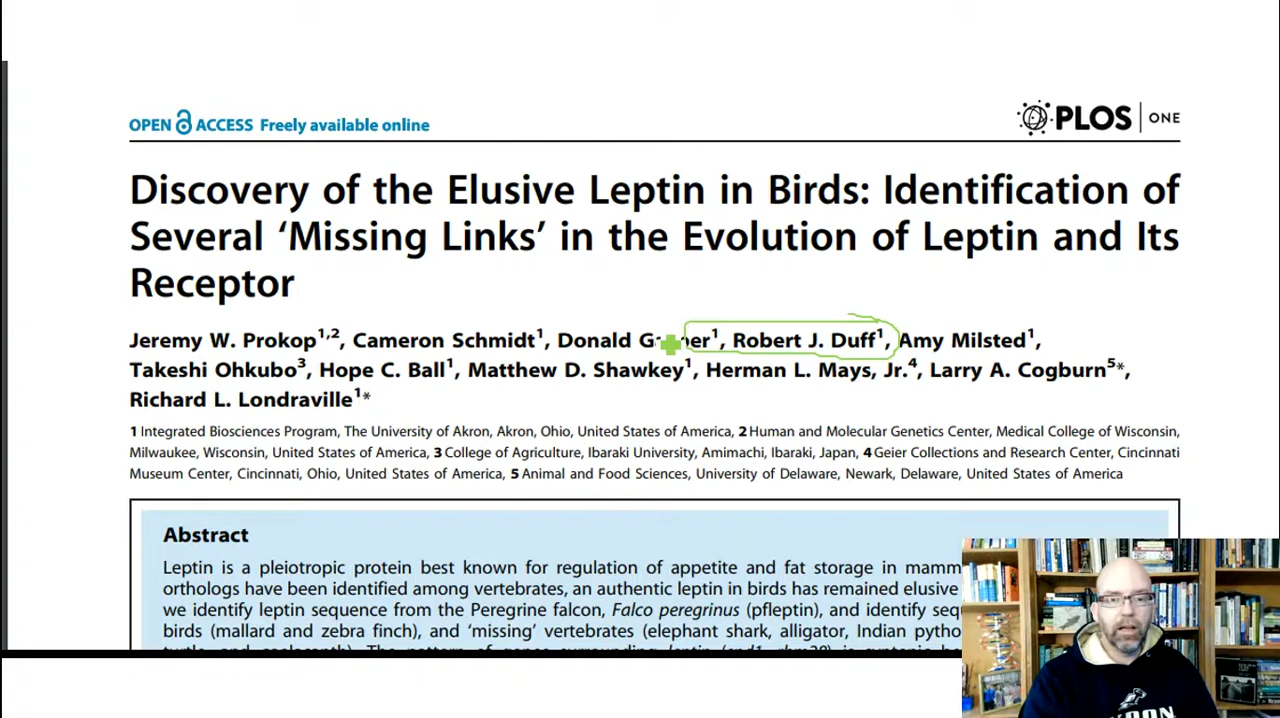 OPEN ACCESS Freely available online
PLOS ONE
Discovery of the Elusive Leptin in Birds: Identification of
Several ‘Missing Links’ in the Evolution of Leptin and Its
Receptor
Jeremy W. Prokop1,2, Cameron Schmidt1, Donald 1, Robert J. Duff1, Amy Milsted1,
Takeshi Ohkubo3, Hope C. Ball1, Matthew D. Shawkey1, Herman L. Mays, Jr.4, Larry A. Cogburn5*,
Richard L. Londraville1*
1 Integrated Biosciences Program, The University of Akron, Akron, Ohio, United States of America, 2 Human and Molecular Genetics Center, Medical College of Wisconsin,
Milwaukee, Wisconsin, United States of America, 3 College of Agriculture, Ibaraki University, Amimachi, Ibaraki, Japan, 4 Geier Collections and Research Center, Cincinnati
Museum Center, Cincinnati, Ohio, United States of America, 5 Animal and Food Sciences, University of Delaware, Newark, Delaware, United States of America
Abstract
Leptin is a pleiotropic protein best known for regulation of appetite and fat storage in mamm
orthologs have been identified among vertebrates, an authentic leptin in birds has remained elusive
we identify leptin sequence from the Peregrine falcon, Falco peregrinus (pfleptin), and identify seq
birds (mallard and zebra finch), and ‘missing’ vertebrates (elephant shark, alligator, Indian pytho